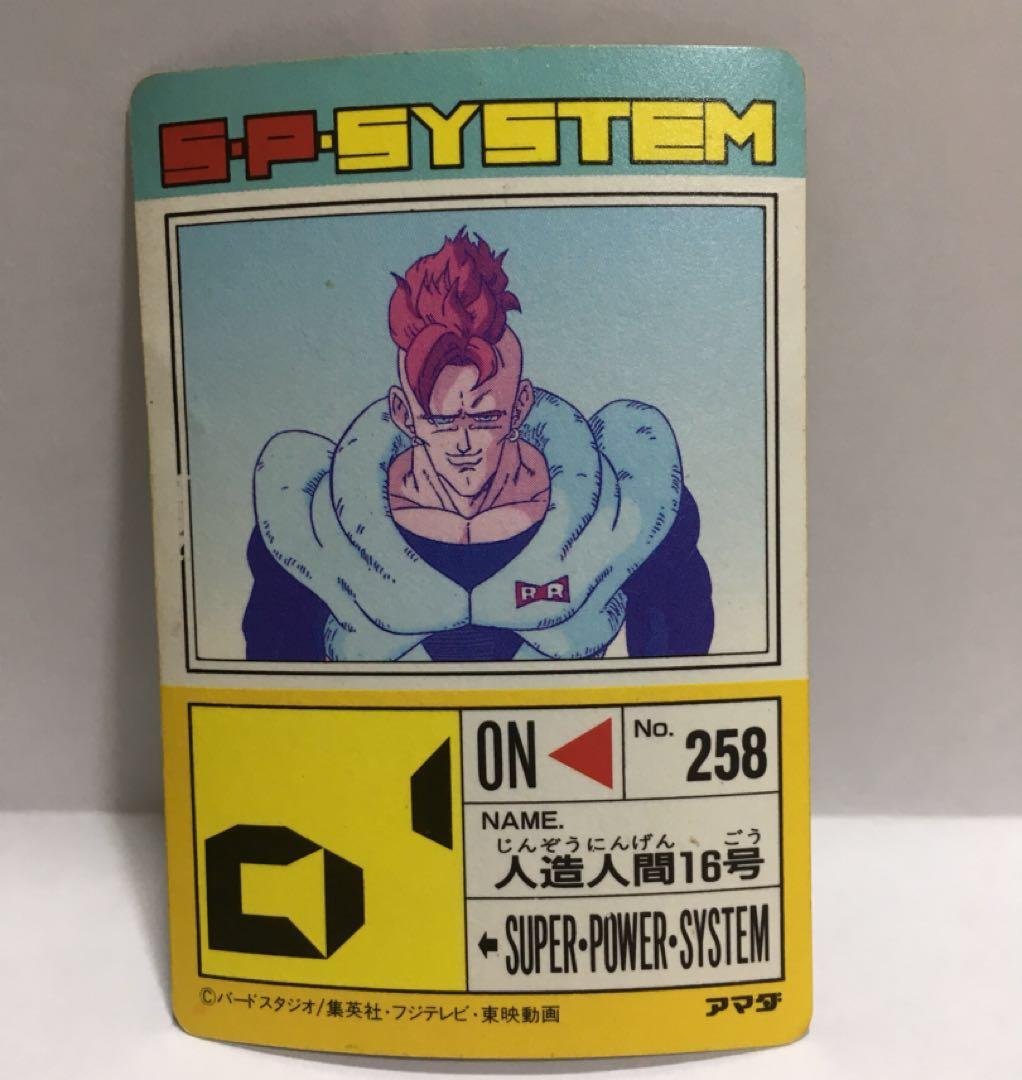 S・P・SYSTEM
RR
ON
No. 258
NAME.
じんぞうにんげん ごう
人造人間16号
SUPER・POWER・SYSTEM
©バードスタジオ/集英社・フジテレビ・東映動画
アマダ